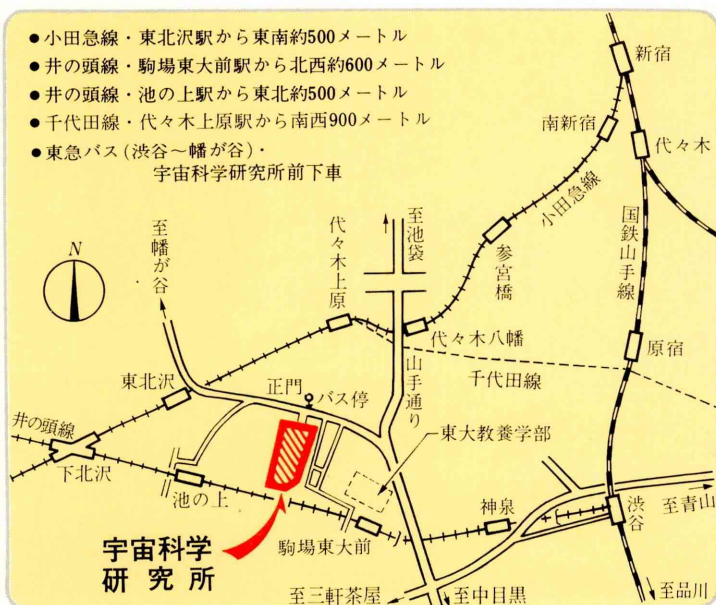 ●小田急線・東北沢駅から東南約500メートル
●井の頭線・駒場東大前駅から北西約600メートル
●井の頭線・池の上駅から東北約500メートル
●千代田線・代々木上原駅から南西900メートル
●東急バス(渋谷〜幡が谷)・
宇宙科学研究所前下車
新宿
南新宿
代々木
小田急線
国鉄山手線
参宮橋
至池袋
代々木上原
至幡が谷
N
代々木八幡
原宿
千代田線
山手通り
東北沢
正門
バス停
井の頭線
下北沢
池の上
東大教養学部
神泉
渋谷
至青山
駒場東大前
宇宙科学
研究所
至三軒茶屋
至中目黒
至品川